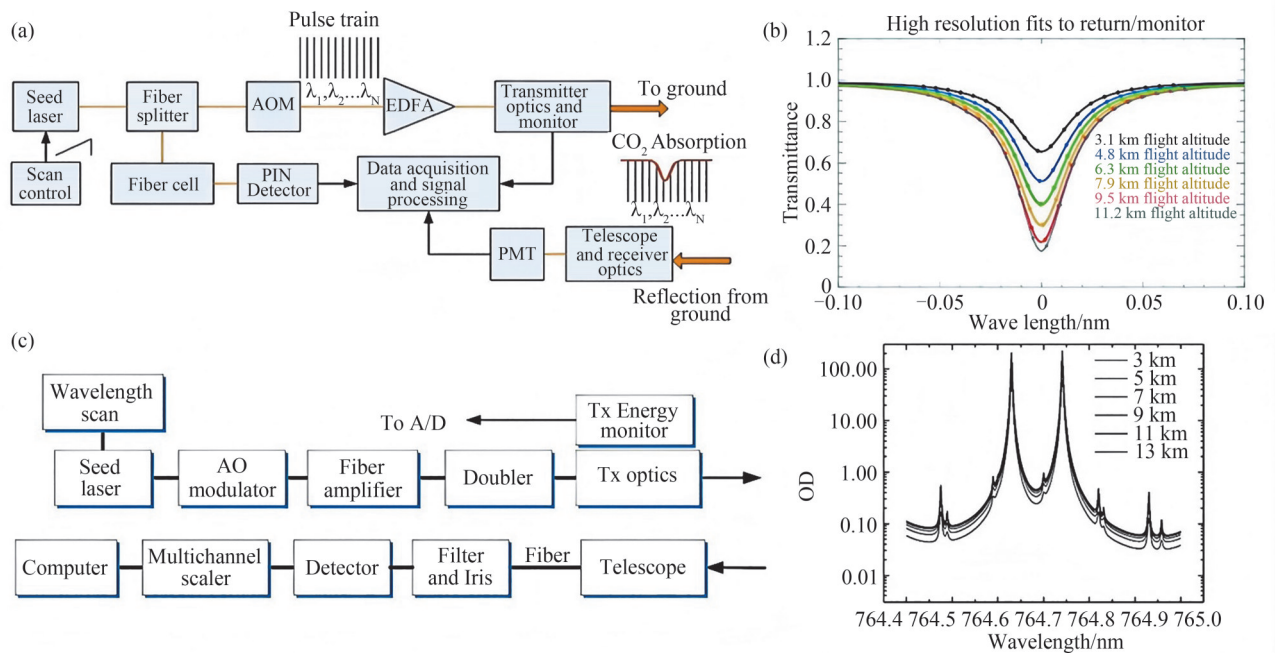 (a)
Pulse train
λ1,λ2...λN
Seed
laser
Fiber
splitter
AOM
EDFA
Transmitter
optics and
monitor
To ground
Scan
control
Fiber cell
PIN
Detector
Data acquisition
and signal
processing
CO2 Absorption
λ1,λ2...λN
PMT
Telescope
and receiver
optics
Reflection from
ground
(b)
High resolution fits to return/monitor
Transmittance
1.2
1.0
0.8
0.6
0.4
0.2
0
3.1 km flight altitude
4.8 km flight altitude
6.3 km flight altitude
7.9 km flight altitude
9.5 km flight altitude
11.2 km flight altitude
−0.10
−0.05
0
0.05
0.10
Wave length/nm
(c)
Wavelength
scan
To A/D
Tx Energy
monitor
Seed
laser
AO
modulator
Fiber
amplifier
Doubler
Tx optics
Computer
Multichannel
scaler
Detector
Filter
and Iris
Fiber
Telescope
(d)
OD
100.00
10.00
1.00
0.10
0.01
3 km
5 km
7 km
9 km
11 km
13 km
764.4 764.5 764.6 764.7 764.8 764.9 765.0
Wavelength/nm